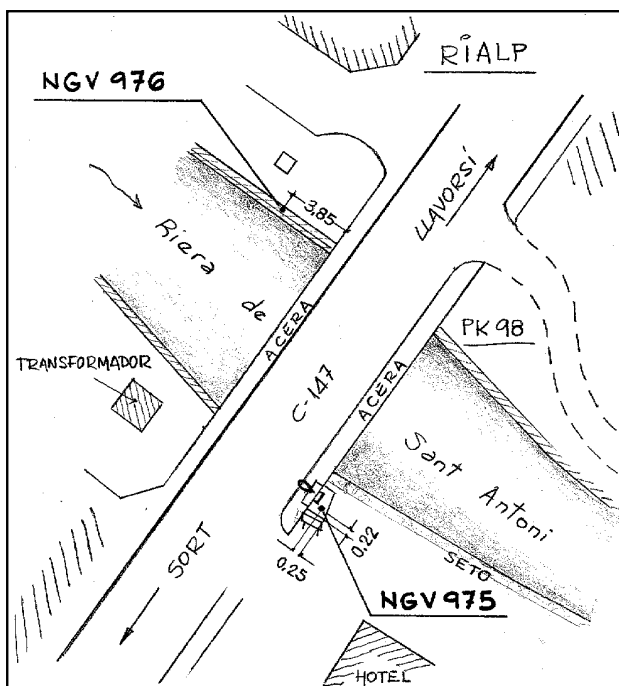 RIALP
NGV 976
3,85
LLAVORSÍ
Riera de
ACERA
PK 98
TRANSFORMADOR
C-147
ACERA
Sant Antoni
SORT
0.22
0.25
SETO
NGV 975
HOTEL